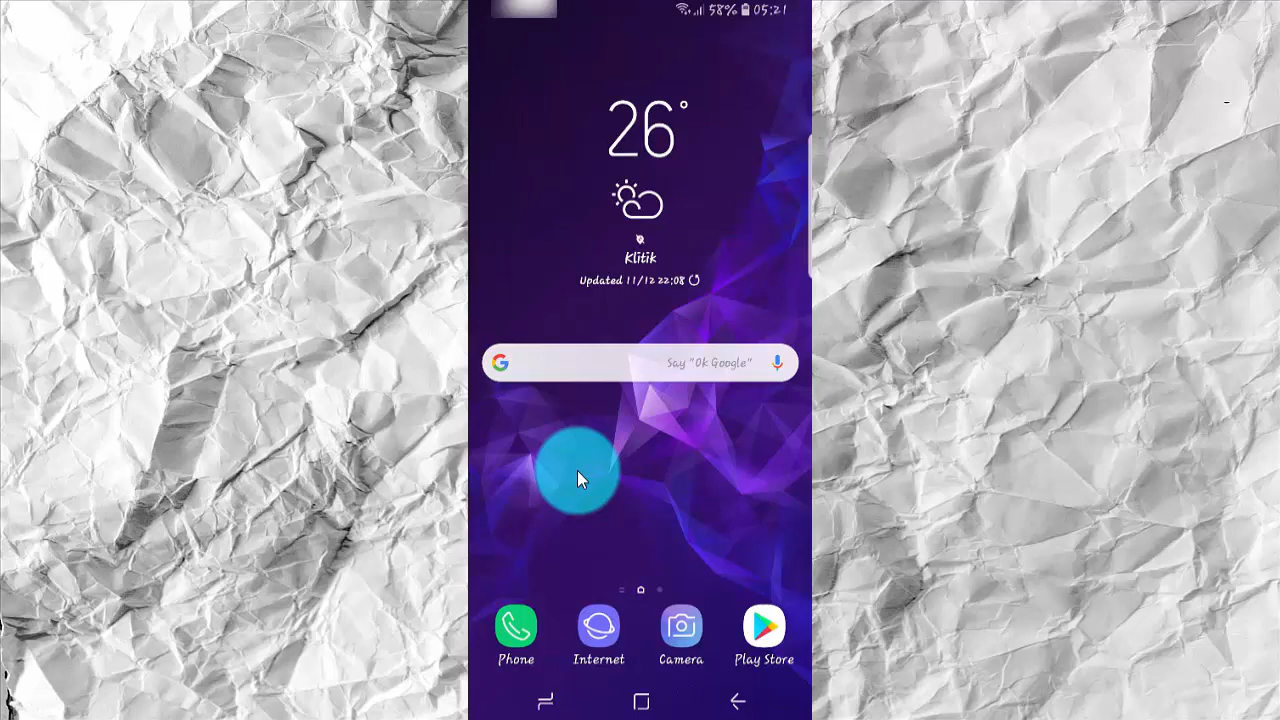 58% 05:21
26°
Klitik
Updated 11/12 22:08
Say "Ok Google"
Phone Internet Camera Play Store